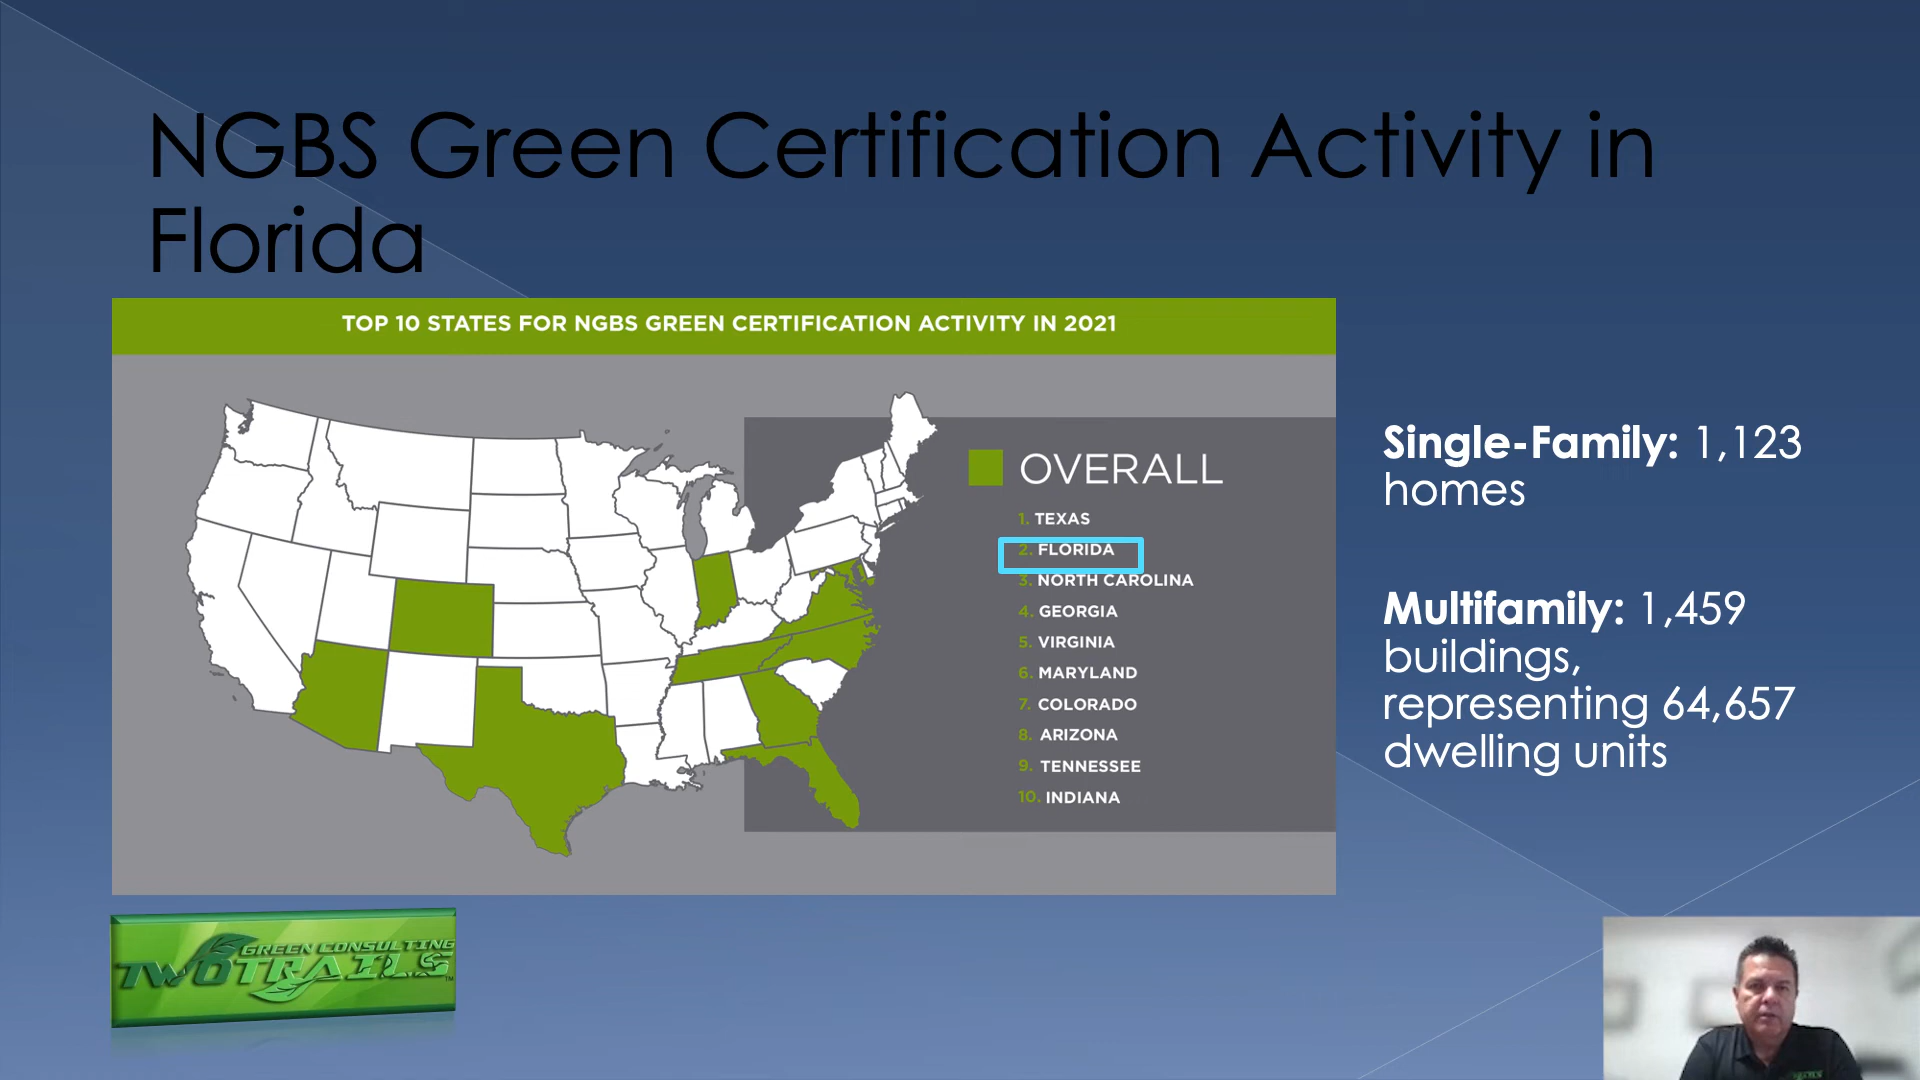 NGBS Green Certification Activity in
Florida
TOP 10 STATES FOR NGBS GREEN CERTIFICATION ACTIVITY IN 2021
OVERALL
1. TEXAS
2. FLORIDA
3. NORTH CAROLINA
4. GEORGIA
5. VIRGINIA
6. MARYLAND
7. COLORADO
8. ARIZONA
9. TENNESSEE
10. INDIANA
Single-Family: 1,123
homes
Multifamily: 1,459
buildings,
representing 64,657
dwelling units
GREEN CONSULTING
TWOTRAILS
TM